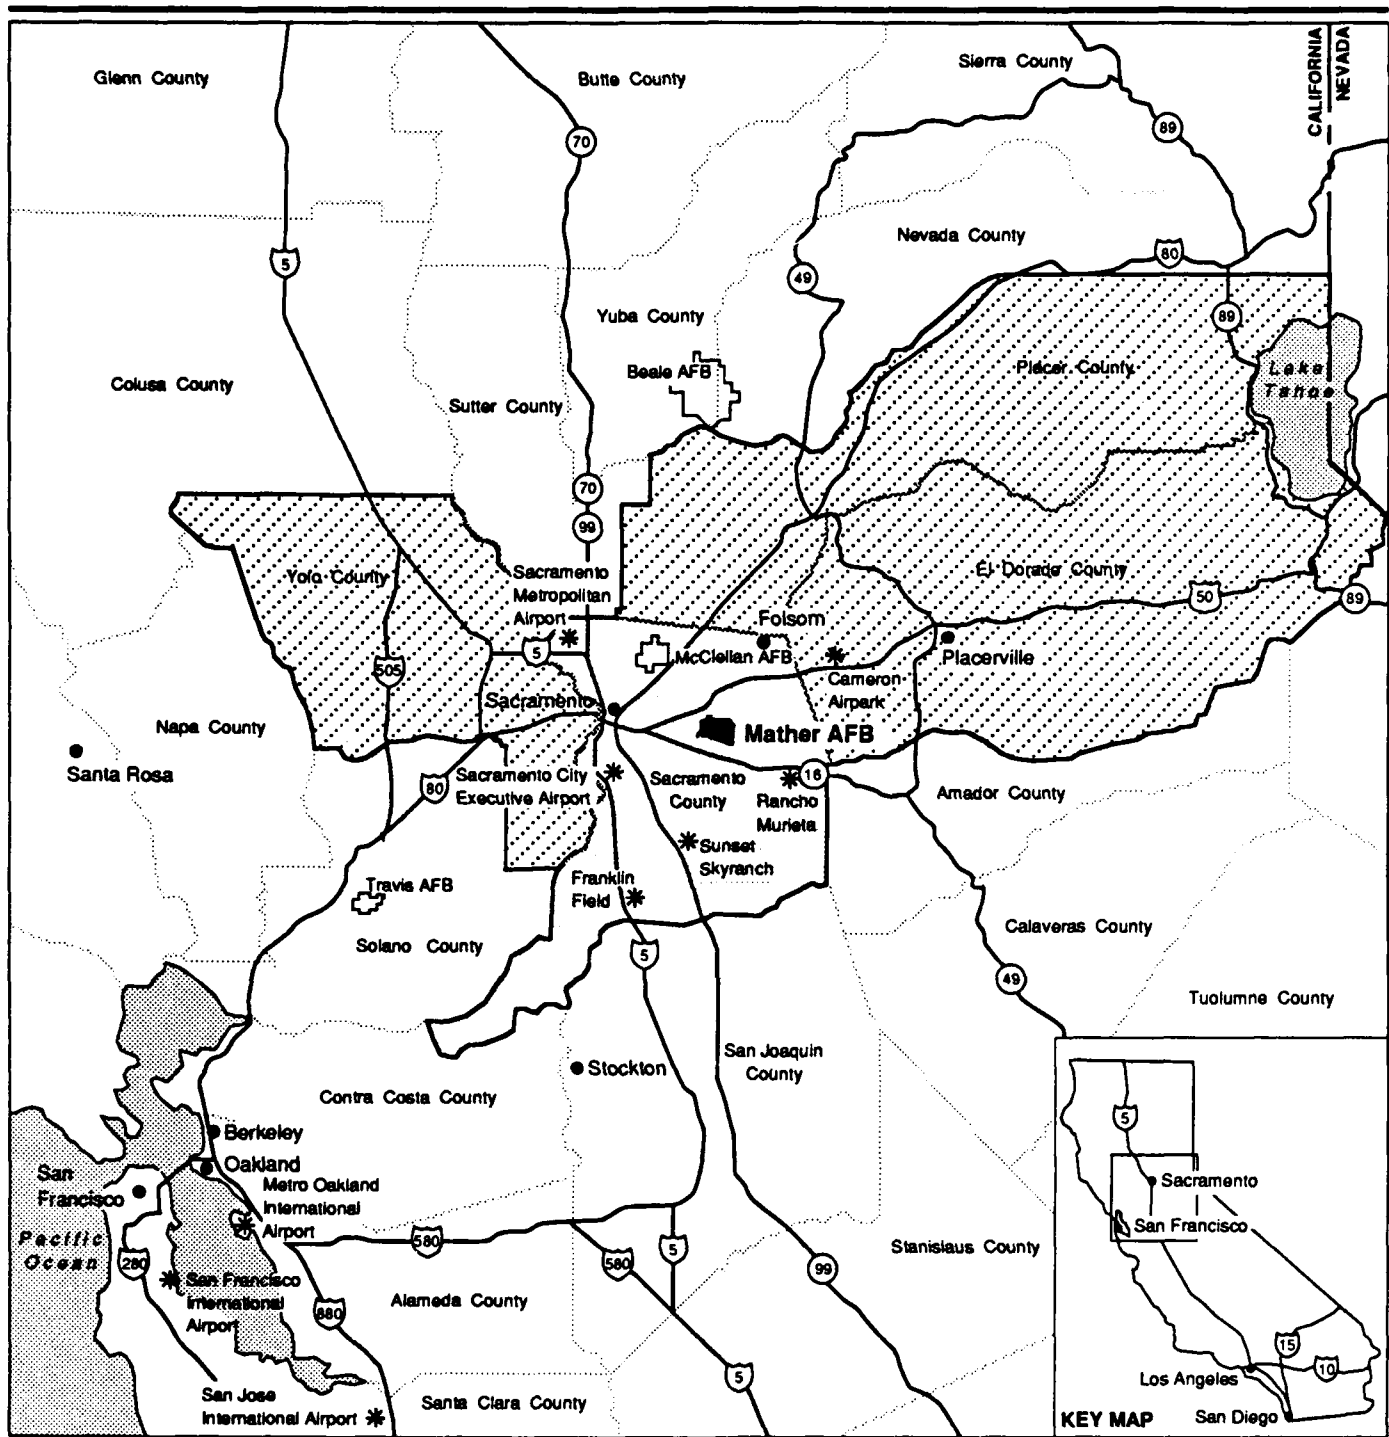 Glenn County
Butte County
Sierra County
CALIFORNIA
NEVADA
70
89
5
Nevada County
80
49
Yuba County
89
Placer County
Lake
Tahoe
Beale AFB
Colusa County
Sutter County
70
99
Yolo County
Sacramento
Metropolitan
Airport
El Dorado County
50
89
Folsom
5
McClellan AFB
Placerville
505
Cameron
Airpark
Sacramento
Napa County
Mather AFB
Santa Rosa
80
Sacramento City
Executive Airport
Sacramento
County
16
Rancho
Murieta
Amador County
Sunset
Skyranch
Travis AFB
Franklin
Field
Solano County
5
Calaveras County
49
Tuolumne County
San Joaquin
County
Stockton
Contra Costa County
Berkeley
Oakland
San
Francisco
Metro Oakland
International
Airport
Pacific
Ocean
280
580
580
5
99
Stanislaus County
San Francisco
International
Airport
880
Alameda County
5
San Jose
International Airport
Santa Clara County
5
Sacramento
San Francisco
15
10
Los Angeles
KEY MAP
San Diego